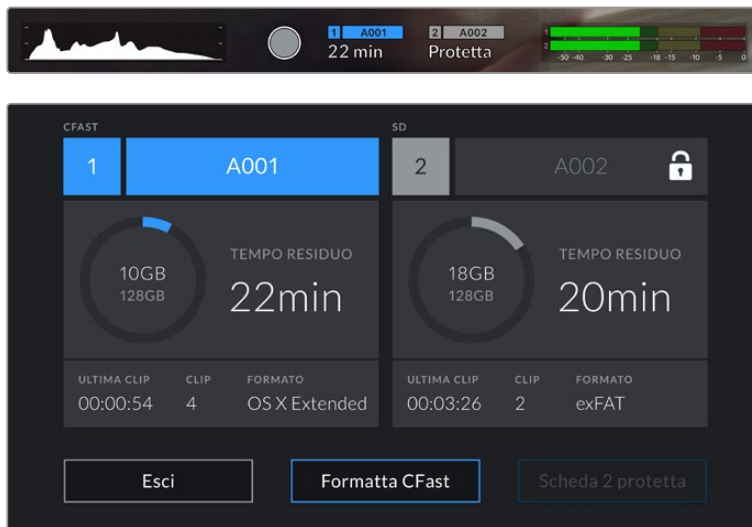 1 A001 2 A002
22 min Protetta
1
2
-50 -40 -30 -25 -18 -15 -10 -5 0
CFAST SD
1 A001 2 A002
10GB
128GB
TEMPO RESIDUO
22min
18GB
128GB
TEMPO RESIDUO
20min
ULTIMA CLIP CLIP FORMATO ULTIMA CLIP CLIP FORMATO
00:00:54 4 OS X Extended 00:03:26 2 exFAT
Esci Formatta CFast Scheda 2 protetta